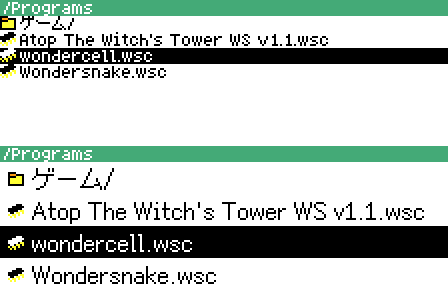 /Programs
ゲーム/
Atop The Witch's Tower WS v1.1.wsc
wondercell.wsc
Wondersnake.wsc
/Programs
ゲーム/
Atop The Witch's Tower WS v1.1.wsc
wondercell.wsc
Wondersnake.wsc